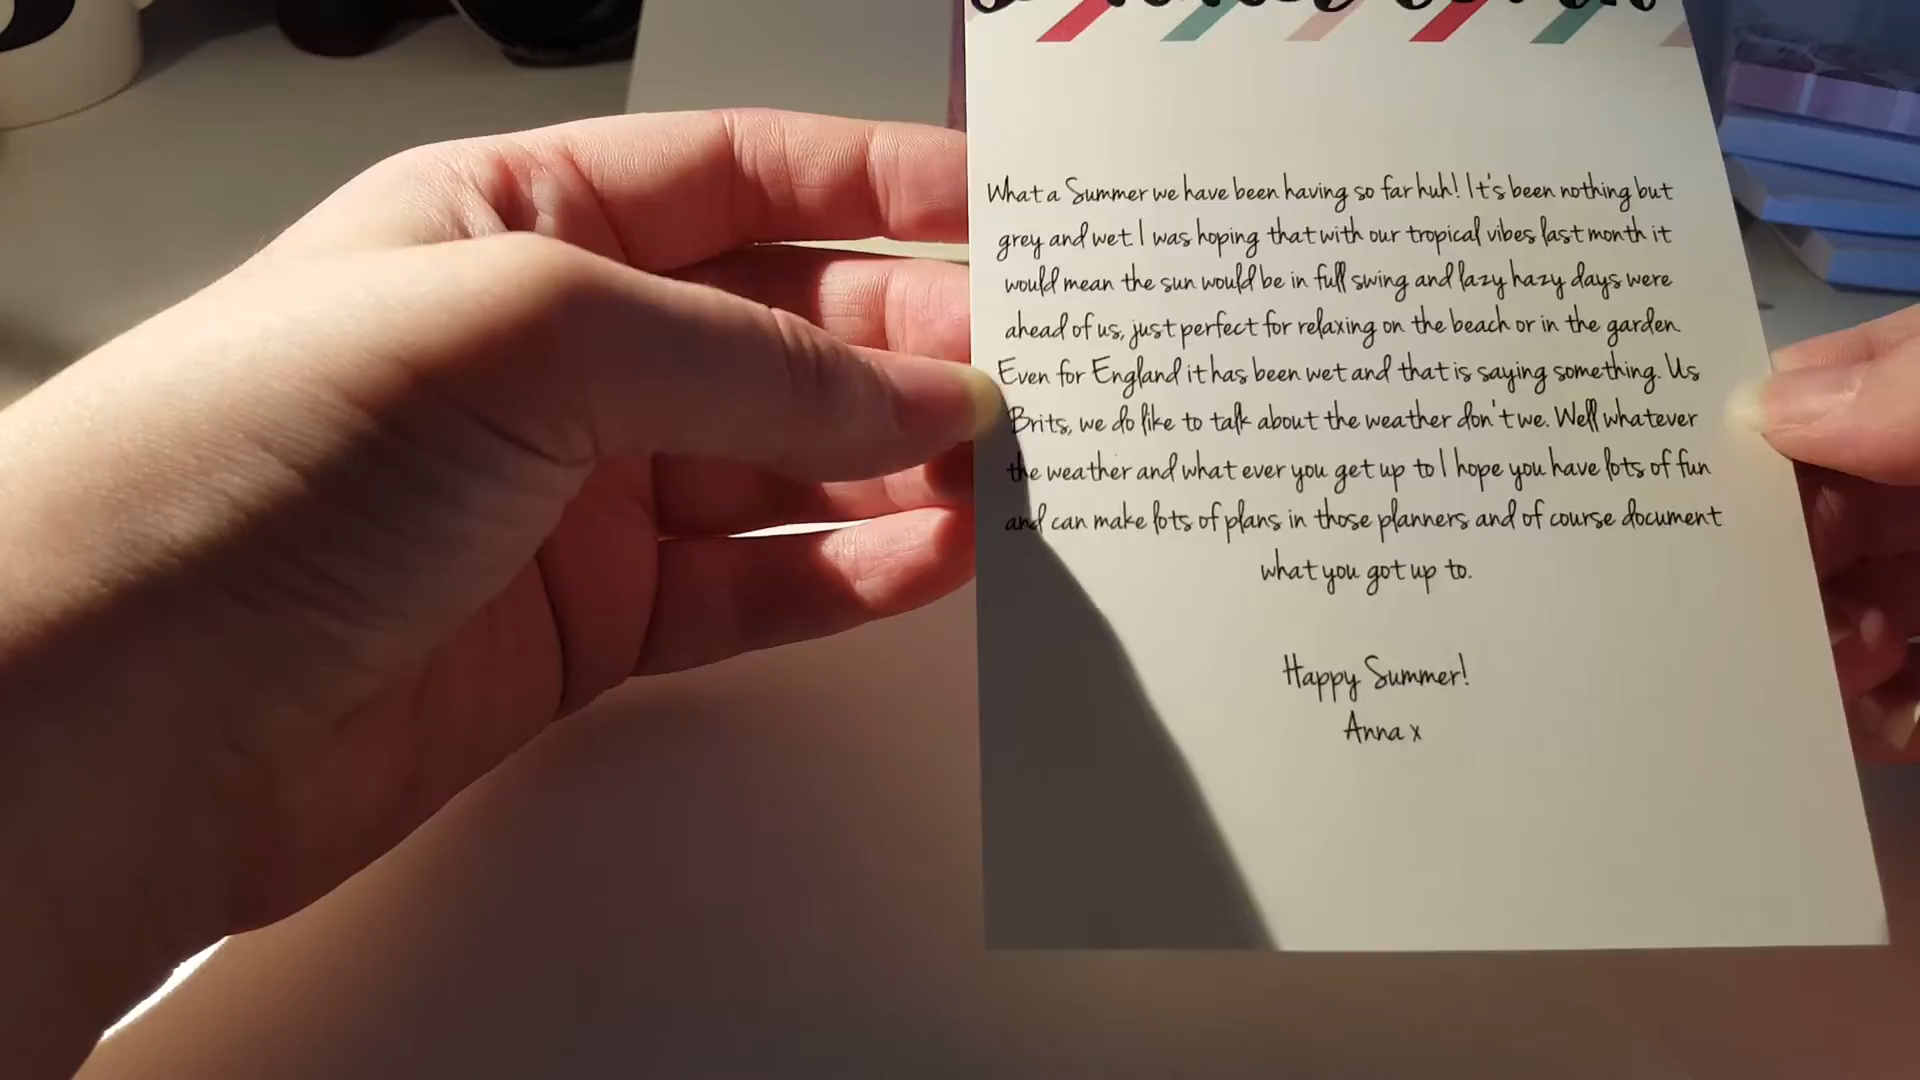 What a Summer we have been having so far huh! It's been nothing but
grey and wet. I was hoping that with our tropical vibes last month it
would mean the sun would be in full swing and lazy hazy days were
ahead of us, just perfect for relaxing on the beach or in the garden.
Even for England it has been wet and that is saying something. Us
Brits, we do like to talk about the weather don't we. Well whatever
the weather and what ever you get up to I hope you have lots of fun
and can make lots of plans in those planners and of course document
what you got up to.
Happy Summer!
Anna x